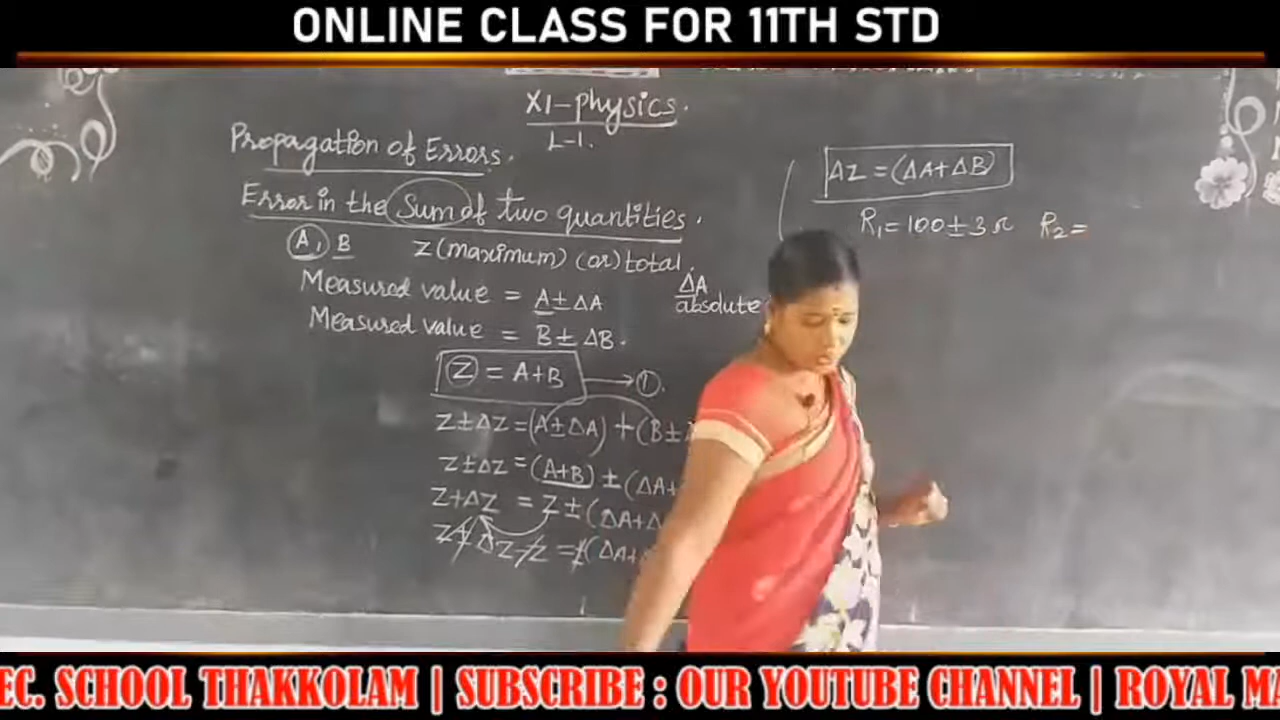 ONLINE CLASS FOR 11TH STD
XI-physics.
L-1.
Propagation of Errors.
Error in the Sum of two quantities.
A, B Z (maximum) (or) total.
Measured value = A ± ΔA
ΔA
absolute
Measured value = B ± ΔB.
Z = A+B → ①.
Z±ΔZ = (A±ΔA) + (B±
Z±ΔZ = (A+B) ± (ΔA+
Z+ΔZ = Z ± (ΔA+Δ
Z±ΔZ-Z = ±(ΔA+
ΔZ = (ΔA+ΔB)
R₁ = 100 ± 3 Ω R₂ =
EC. SCHOOL THAKKOLAM | SUBSCRIBE : OUR YOUTUBE CHANNEL | ROYAL MA